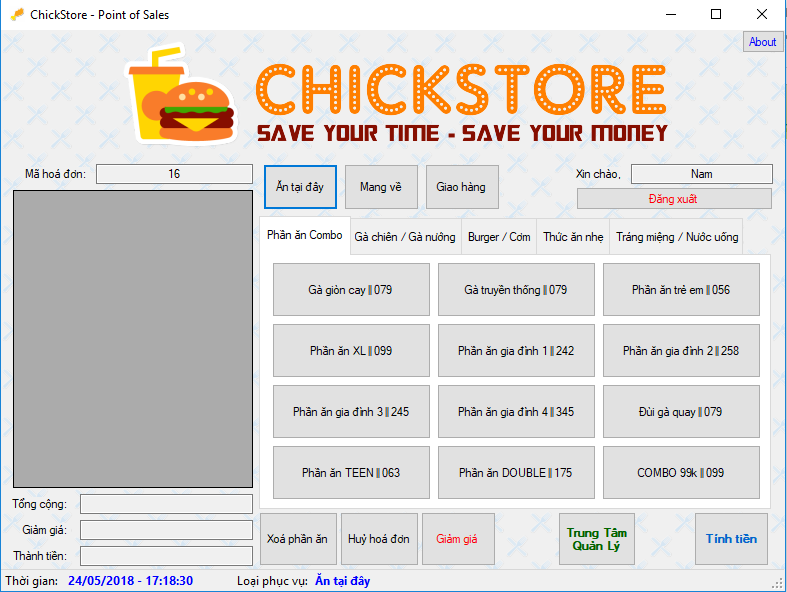 ChickStore - Point of Sales
About
CHICKSTORE
SAVE YOUR TIME - SAVE YOUR MONEY
Mã hoá đơn: 16
Ăn tại đây
Mang về
Giao hàng
Xin chào, Nam
Đăng xuất
Phần ăn Combo
Gà chiên / Gà nướng
Burger / Cơm
Thức ăn nhẹ
Tráng miệng / Nước uống
Gà giòn cay 079
Gà truyền thống 079
Phần ăn trẻ em 056
Phần ăn XL 099
Phần ăn gia đình 1 242
Phần ăn gia đình 2 258
Phần ăn gia đình 3 245
Phần ăn gia đình 4 345
Đùi gà quay 079
Phần ăn TEEN 063
Phần ăn DOUBLE 175
COMBO 99k 099
Tổng cộng:
Giảm giá:
Thành tiền:
Xoá phần ăn
Huỷ hoá đơn
Giảm giá
Trung Tâm
Quản Lý
Tính tiền
Thời gian: 24/05/2018 - 17:18:30
Loại phục vụ: Ăn tại đây